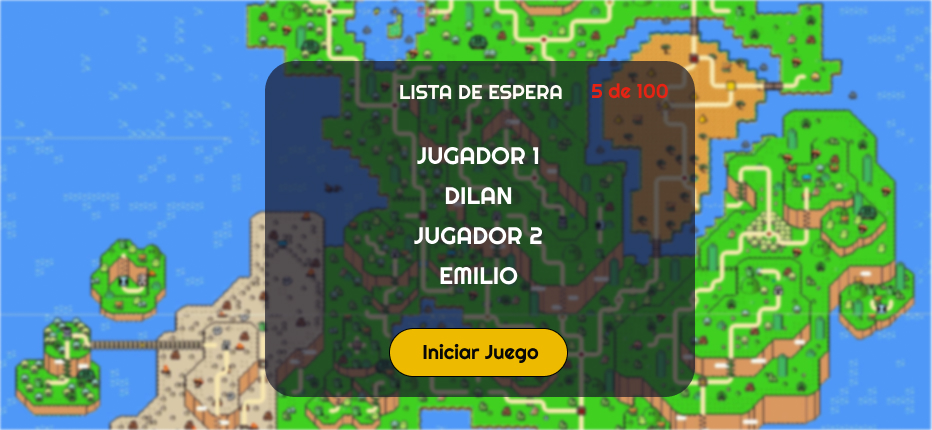 LISTA DE ESPERA 5 de 100
JUGADOR 1
DILAN
JUGADOR 2
EMILIO
Iniciar Juego